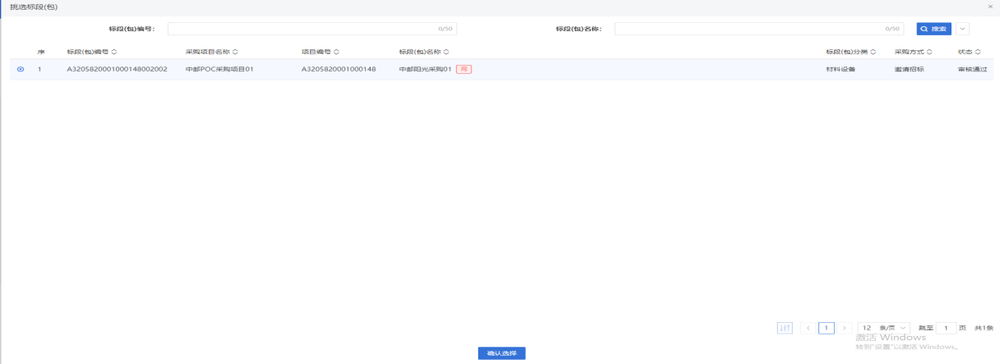 挑选标段(包) ×
标段(包)编号： 0/50 标段(包)名称： 0/50 搜索
序 标段(包)编号 采购项目名称 项目编号 标段(包)名称 标段(包)分类 采购方式 状态
1 A3205820001000148002002 中邮POC采购项目01 A3205820001000148 中邮阳光采购01 网 材料设备 邀请招标 审核通过
< 1 > 12 条/页 跳至 1 页 共1条
激活 Windows
转到"设置"以激活 Windows。
确认选择